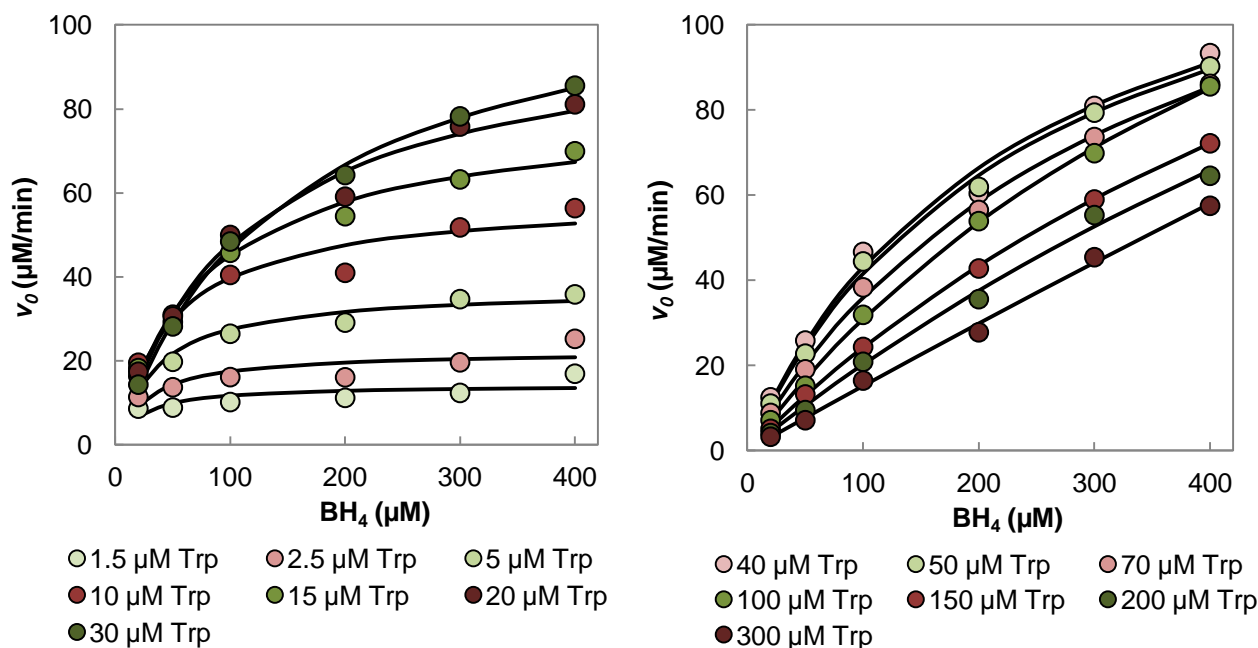 100
80
60
40
20
0
v₀ (µM/min)
0 100 200 300 400
BH₄ (µM)
1.5 µM Trp 2.5 µM Trp 5 µM Trp
10 µM Trp 15 µM Trp 20 µM Trp
30 µM Trp
100
80
60
40
20
0
v₀ (µM/min)
0 100 200 300 400
BH₄ (µM)
40 µM Trp 50 µM Trp 70 µM Trp
100 µM Trp 150 µM Trp 200 µM Trp
300 µM Trp